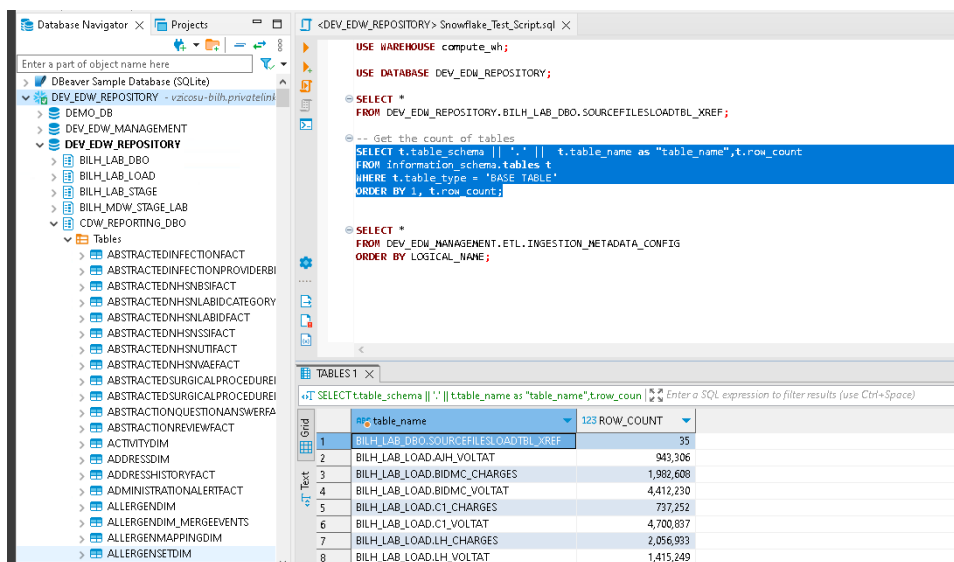 Database Navigator
Projects
Enter a part of object name here
DBeaver Sample Database (SQLite)
DEV_EDW_REPOSITORY - vzicosu-bilh.privatelink
DEMO_DB
DEV_EDW_MANAGEMENT
DEV_EDW_REPOSITORY
BILH_LAB_DBO
BILH_LAB_LOAD
BILH_LAB_STAGE
BILH_MDW_STAGE_LAB
CDW_REPORTING_DBO
Tables
ABSTRACTEDINFECTIONFACT
ABSTRACTEDINFECTIONPROVIDERBI
ABSTRACTEDNHSNBSIFACT
ABSTRACTEDNHSNLABIDCATEGORY
ABSTRACTEDNHSNLABIDFACT
ABSTRACTEDNHSNSSIFACT
ABSTRACTEDNHSNUTIFACT
ABSTRACTEDNHSNVAEFACT
ABSTRACTEDSURGICALPROCEDUREI
ABSTRACTEDSURGICALPROCEDUREI
ABSTRACTIONQUESTIONANSWERFA
ABSTRACTIONREVIEWFACT
ACTIVITYDIM
ADDRESSDIM
ADDRESSHISTORYFACT
ADMINISTRATIONALERTFACT
ALLERGENDIM
ALLERGENDIM_MERGEEVENTS
ALLERGENMAPPINGDIM
ALLERGENSETDIM
<DEV_EDW_REPOSITORY> Snowflake_Test_Script.sql
USE WAREHOUSE compute_wh;
USE DATABASE DEV_EDW_REPOSITORY;
SELECT *
FROM DEV_EDW_REPOSITORY.BILH_LAB_DBO.SOURCEFILESLOADTBL_XREF;
-- Get the count of tables
SELECT t.table_schema || '.' || t.table_name as "table_name",t.row_count
FROM information_schema.tables t
WHERE t.table_type = 'BASE TABLE'
ORDER BY 1, t.row_count;
SELECT *
FROM DEV_EDW_MANAGEMENT.ETL.INGESTION_METADATA_CONFIG
ORDER BY LOGICAL_NAME;
TABLES 1
SELECT t.table_schema || '.' || t.table_name as "table_name",t.row_coun Enter a SQL expression to filter results (use Ctrl+Space)
Grid
Text
ABC table_name 123 ROW_COUNT
1 BILH_LAB_DBO.SOURCEFILESLOADTBL_XREF 35
2 BILH_LAB_LOAD.AJH_VOLTAT 943,306
3 BILH_LAB_LOAD.BIDMC_CHARGES 1,982,608
4 BILH_LAB_LOAD.BIDMC_VOLTAT 4,412,230
5 BILH_LAB_LOAD.C1_CHARGES 737,252
6 BILH_LAB_LOAD.C1_VOLTAT 4,700,837
7 BILH_LAB_LOAD.LH_CHARGES 2,056,933
8 BILH_LAB_LOAD.LH_VOLTAT 1,415,249